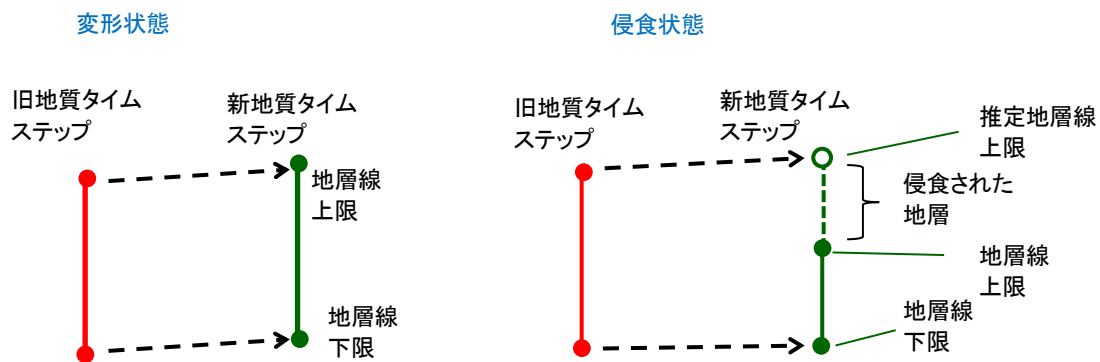 変形状態
旧地質タイム
ステップ
新地質タイム
ステップ
地層線
上限
地層線
下限
侵食状態
旧地質タイム
ステップ
新地質タイム
ステップ
推定地層線
上限
侵食された
地層
地層線
上限
地層線
下限